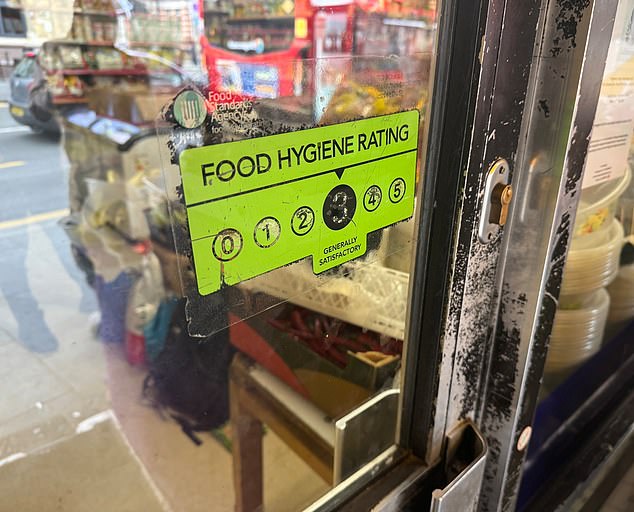 Food
Standards
Agency
FOOD HYGIENE RATING
0 1 2 3 4 5
GENERALLY
SATISFACTORY